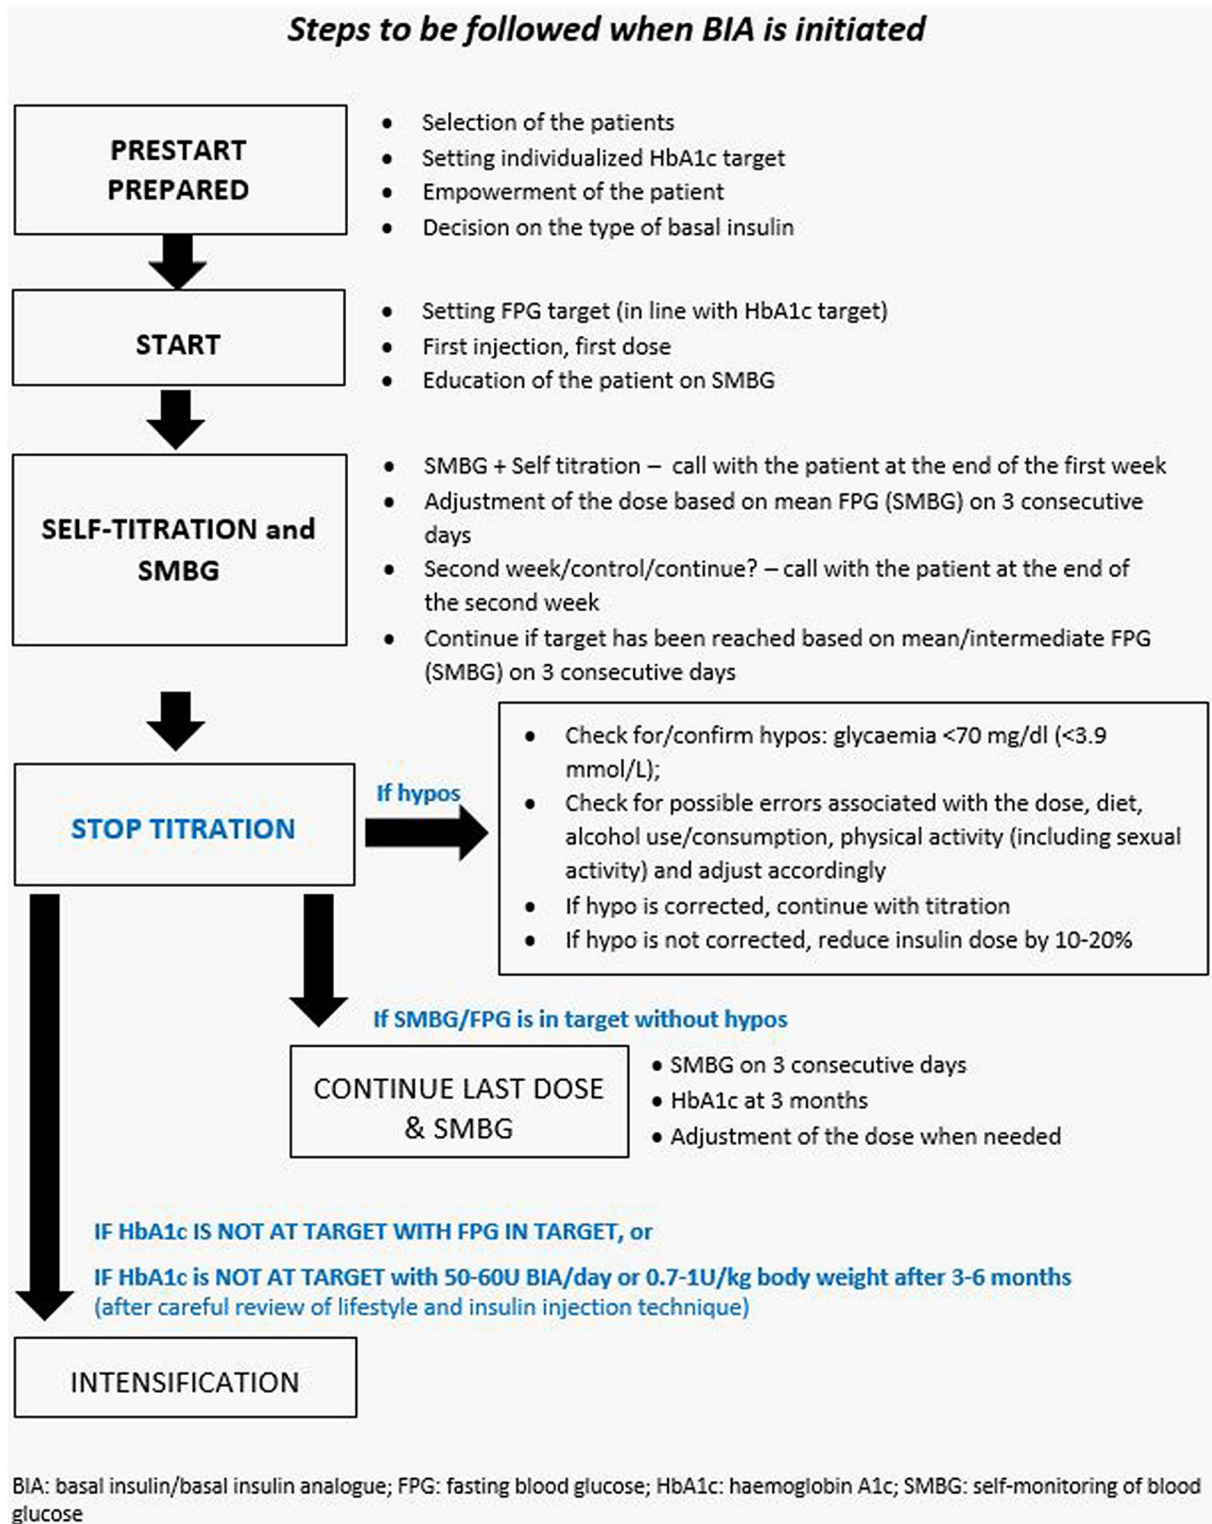 Steps to be followed when BIA is initiated
PRESTART
PREPARED
• Selection of the patients
• Setting individualized HbA1c target
• Empowerment of the patient
• Decision on the type of basal insulin
START
• Setting FPG target (in line with HbA1c target)
• First injection, first dose
• Education of the patient on SMBG
SELF-TITRATION and
SMBG
• SMBG + Self titration – call with the patient at the end of the first week
• Adjustment of the dose based on mean FPG (SMBG) on 3 consecutive
days
• Second week/control/continue? – call with the patient at the end of
the second week
• Continue if target has been reached based on mean/intermediate FPG
(SMBG) on 3 consecutive days
STOP TITRATION
If hypos
• Check for/confirm hypos: glycaemia <70 mg/dl (<3.9
mmol/L);
• Check for possible errors associated with the dose, diet,
alcohol use/consumption, physical activity (including sexual
activity) and adjust accordingly
• If hypo is corrected, continue with titration
• If hypo is not corrected, reduce insulin dose by 10-20%
If SMBG/FPG is in target without hypos
CONTINUE LAST DOSE
& SMBG
• SMBG on 3 consecutive days
• HbA1c at 3 months
• Adjustment of the dose when needed
IF HbA1c IS NOT AT TARGET WITH FPG IN TARGET, or
IF HbA1c is NOT AT TARGET with 50-60U BIA/day or 0.7-1U/kg body weight after 3-6 months
(after careful review of lifestyle and insulin injection technique)
INTENSIFICATION
BIA: basal insulin/basal insulin analogue; FPG: fasting blood glucose; HbA1c: haemoglobin A1c; SMBG: self-monitoring of blood
glucose